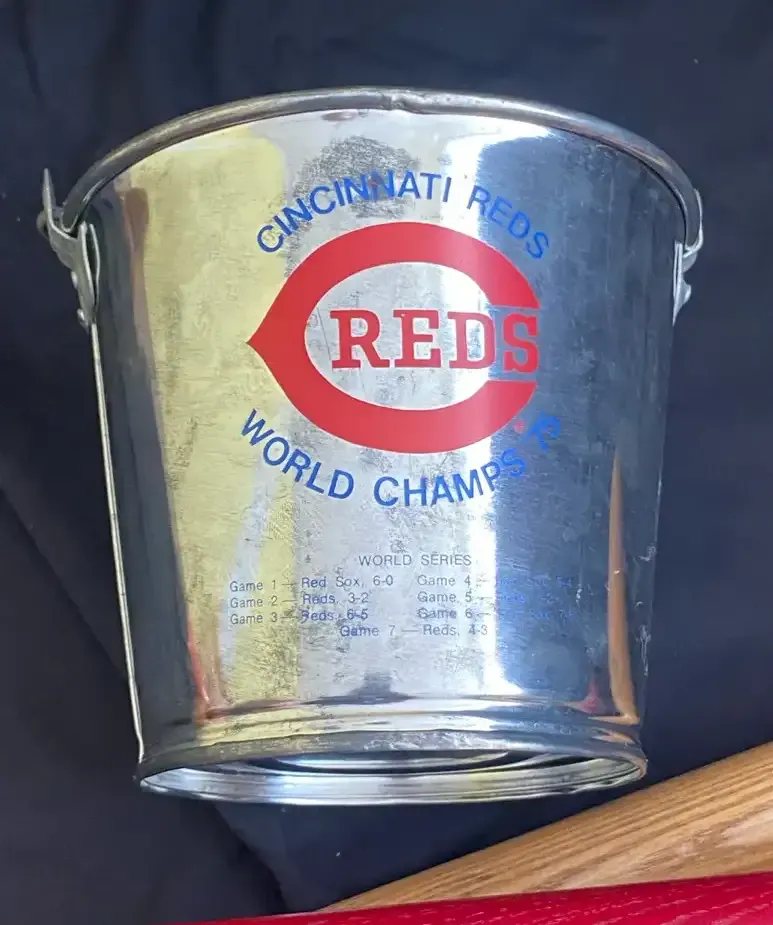 CINCINNATI REDS
REDS
WORLD CHAMPS '75
WORLD SERIES
Game 1 — Red Sox, 6-0 Game 4 —
Game 2 — Reds, 3-2 Game 5 —
Game 3 — Reds, 6-5 Game 6 —
Game 7 — Reds, 4-3